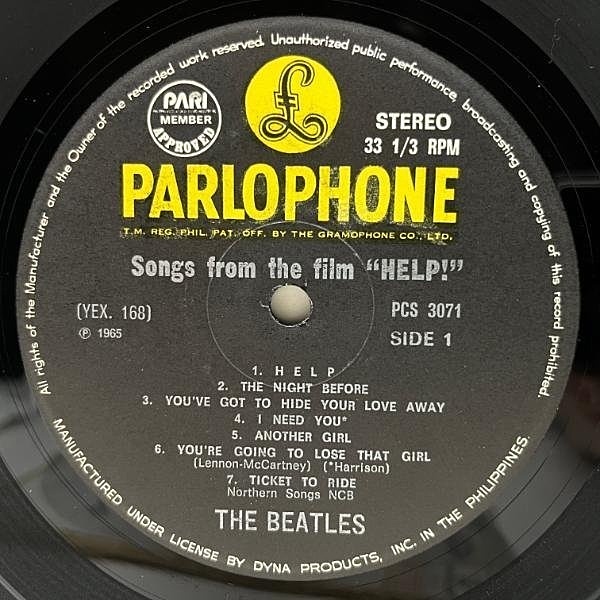 All rights of the Manufacturer and the Owner of the recorded work reserved. Unauthorized public performance, broadcasting and copying of this record prohibited.
PARI
MEMBER
APPROVED
£
STEREO
33 1/3 RPM
PARLOPHONE
T.M. REG. PHIL. PAT. OFF. BY THE GRAMOPHONE CO., LTD.
Songs from the film "HELP!"
(YEX. 168)
℗ 1965
PCS 3071
SIDE 1
1. HELP
2. THE NIGHT BEFORE
3. YOU'VE GOT TO HIDE YOUR LOVE AWAY
4. I NEED YOU*
5. ANOTHER GIRL
6. YOU'RE GOING TO LOSE THAT GIRL
(Lennon-McCartney) (*Harrison)
7. TICKET TO RIDE
Northern Songs NCB
THE BEATLES
MANUFACTURED UNDER LICENSE BY DYNA PRODUCTS, INC. IN THE PHILIPPINES.